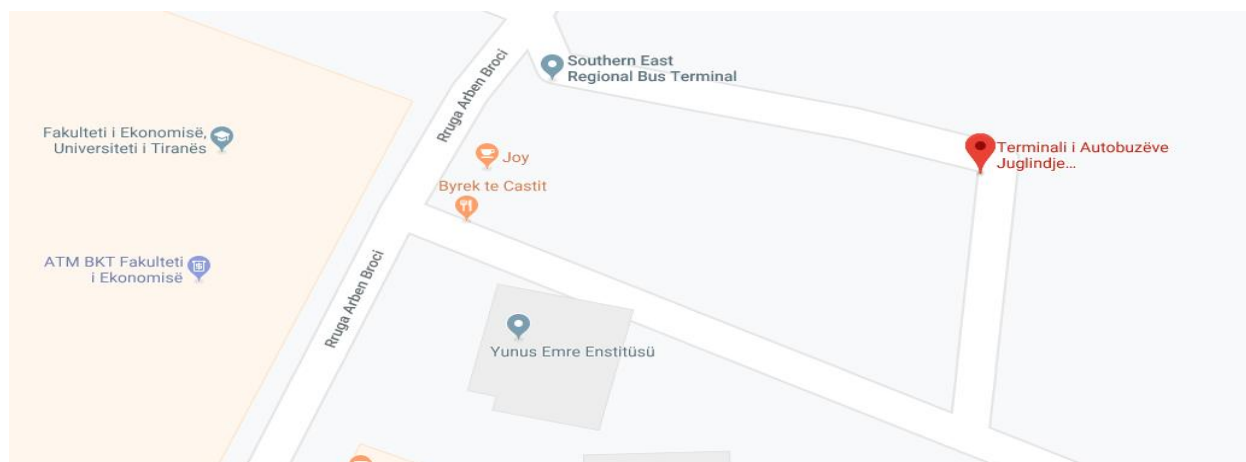 Southern East
Regional Bus Terminal
Rruga Arben Broci
Fakulteti i Ekonomisë,
Universiteti i Tiranës
Joy
Terminali i Autobuzëve
Juglindje...
Byrek te Castit
ATM BKT Fakulteti
i Ekonomisë
Rruga Arben Broci
Yunus Emre Enstitüsü